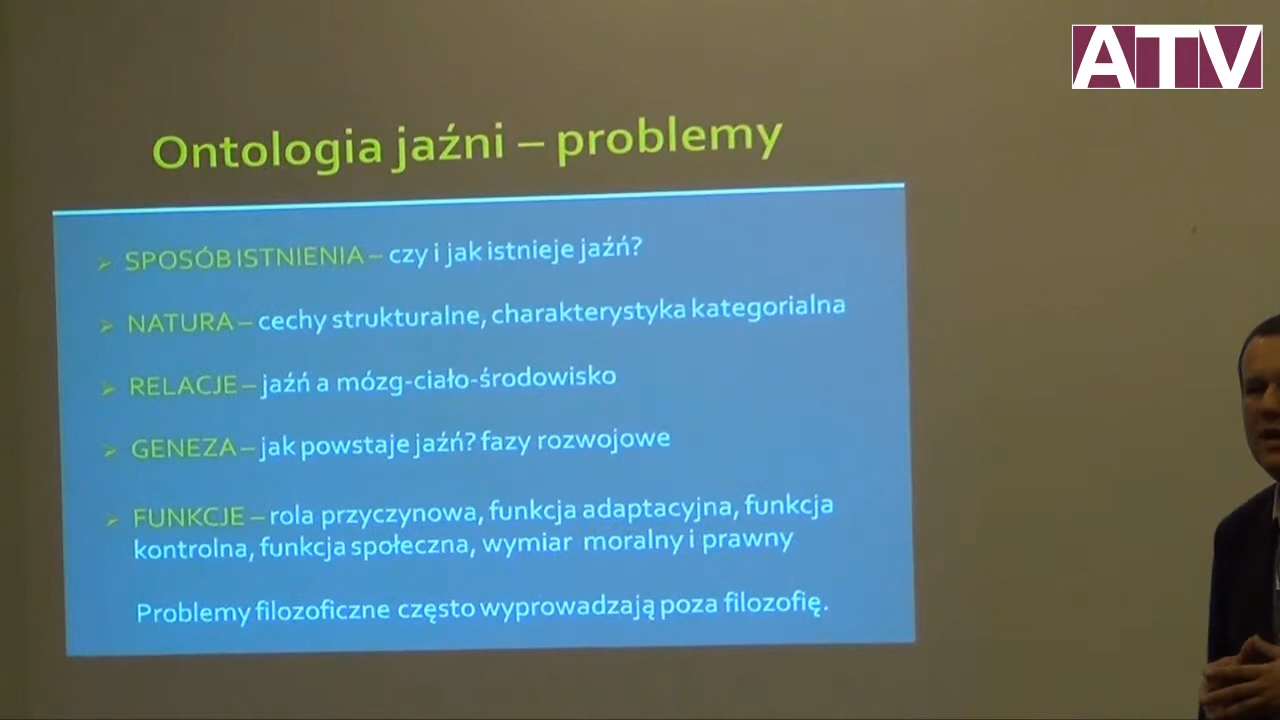 ATV
Ontologia jaźni – problemy
SPOSÓB ISTNIENIA – czy i jak istnieje jaźń?
NATURA – cechy strukturalne, charakterystyka kategorialna
RELACJE – jaźń a mózg-ciało-środowisko
GENEZA – jak powstaje jaźń? fazy rozwojowe
FUNKCJE – rola przyczynowa, funkcja adaptacyjna, funkcja
kontrolna, funkcja społeczna, wymiar moralny i prawny
Problemy filozoficzne często wyprowadzają poza filozofię.